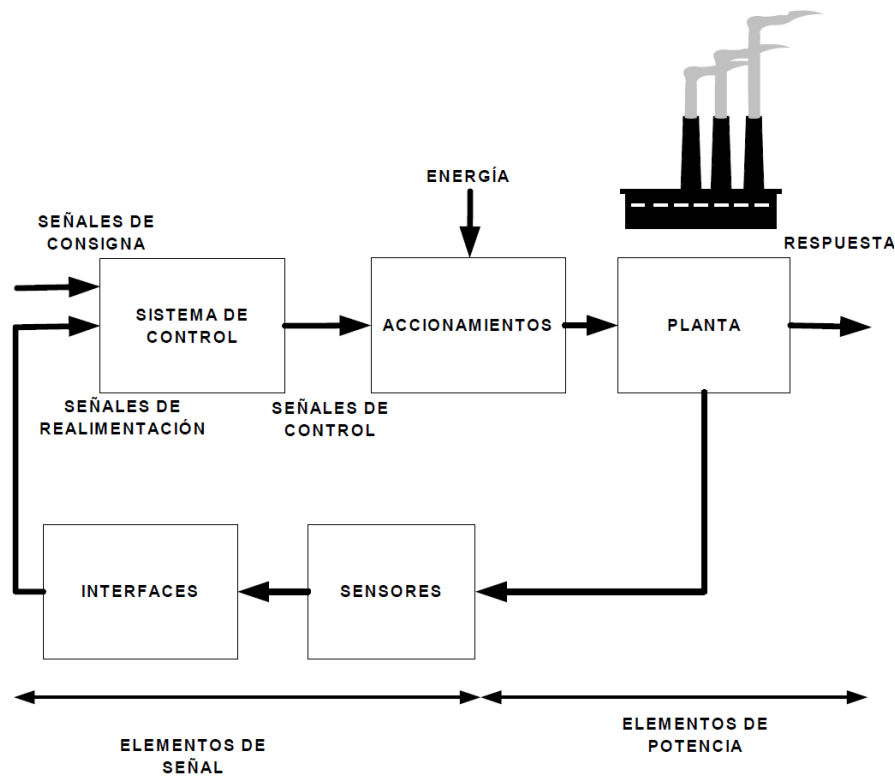 ENERGÍA
SEÑALES DE
CONSIGNA
RESPUESTA
SISTEMA DE
CONTROL
ACCIONAMIENTOS
PLANTA
SEÑALES DE
REALIMENTACIÓN
SEÑALES DE
CONTROL
INTERFACES
SENSORES
ELEMENTOS DE
SEÑAL
ELEMENTOS DE
POTENCIA